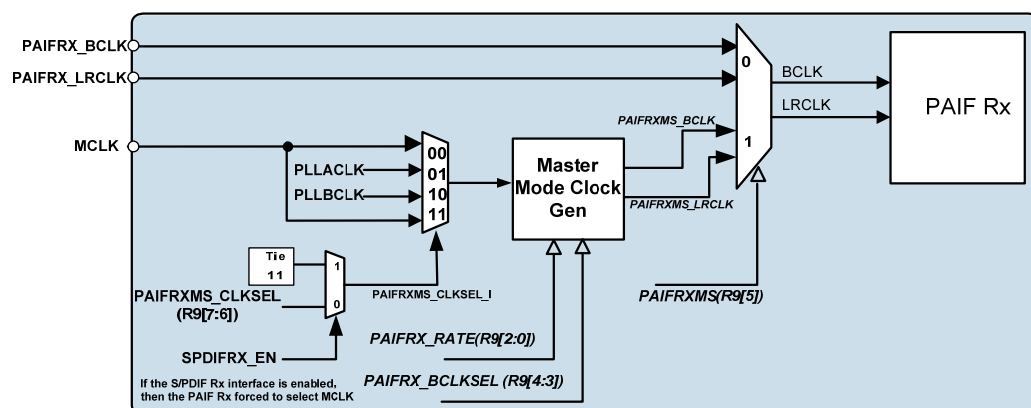 PAIFRX_BCLK
PAIFRX_LRCLK
MCLK
PLLACLK
PLLBCLK
00
01
10
11
Master
Mode Clock
Gen
PAIFRXMS_BCLK
PAIFRXMS_LRCLK
0
1
BCLK
LRCLK
PAIF Rx
Tie
11
1
0
PAIFRXMS_CLKSEL
(R9[7:6])
PAIFRXMS_CLKSEL_I
SPDIFRX_EN
PAIFRXMS(R9[5])
PAIFRX_RATE(R9[2:0])
PAIFRX_BCLKSEL (R9[4:3])
If the S/PDIF Rx interface is enabled,
then the PAIF Rx forced to select MCLK